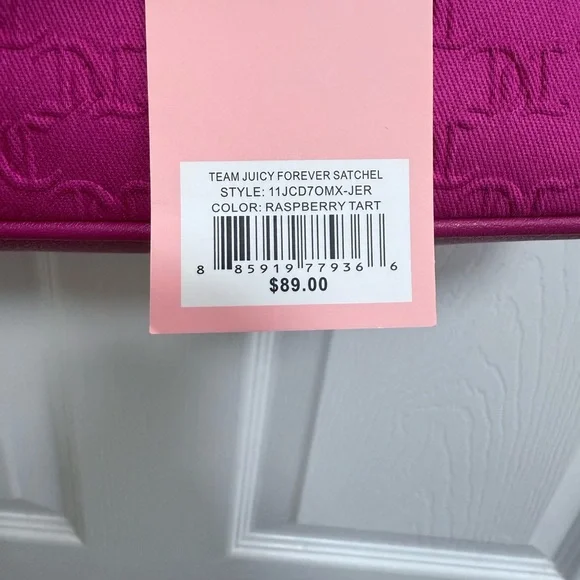 TEAM JUICY FOREVER SATCHEL
STYLE: 11JCD7OMX-JER
COLOR: RASPBERRY TART
8 85919 77936 6
$89.00